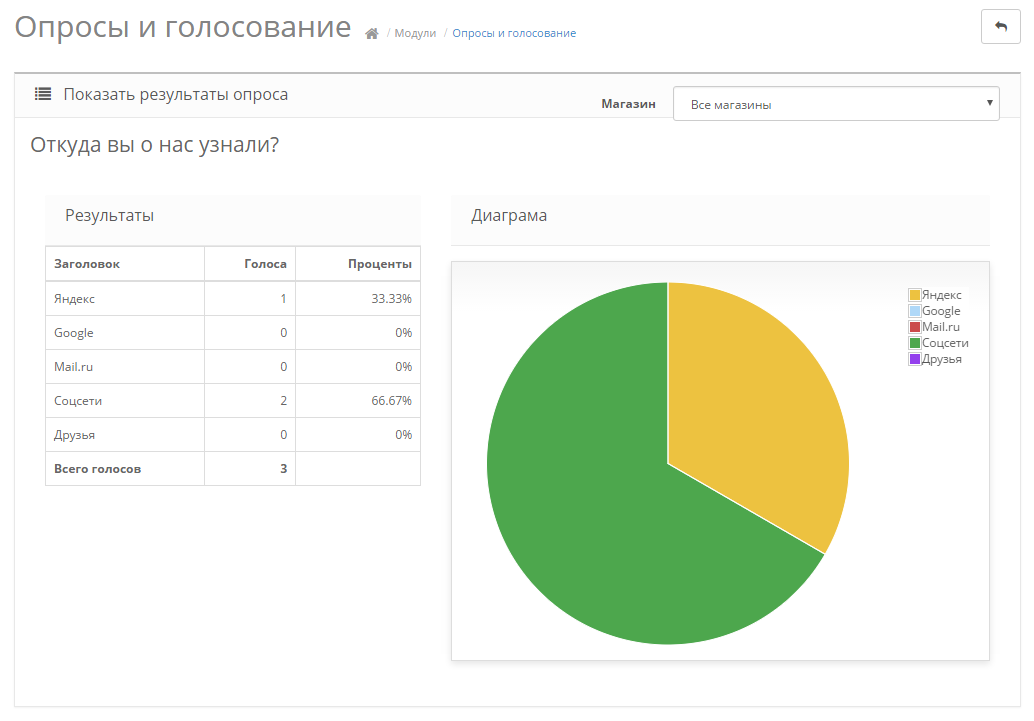 Опросы и голосование / Модули / Опросы и голосование
Показать результаты опроса
Магазин Все магазины
Откуда вы о нас узнали?
Результаты
Заголовок Голоса Проценты
Яндекс 1 33.33%
Google 0 0%
Mail.ru 0 0%
Соцсети 2 66.67%
Друзья 0 0%
Всего голосов 3
Диаграма
Яндекс
Google
Mail.ru
Соцсети
Друзья